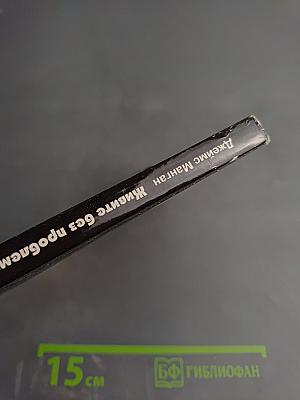 Джеймс Манган
Живите без проблем
15 см
БФ ГИБЛИОФАН